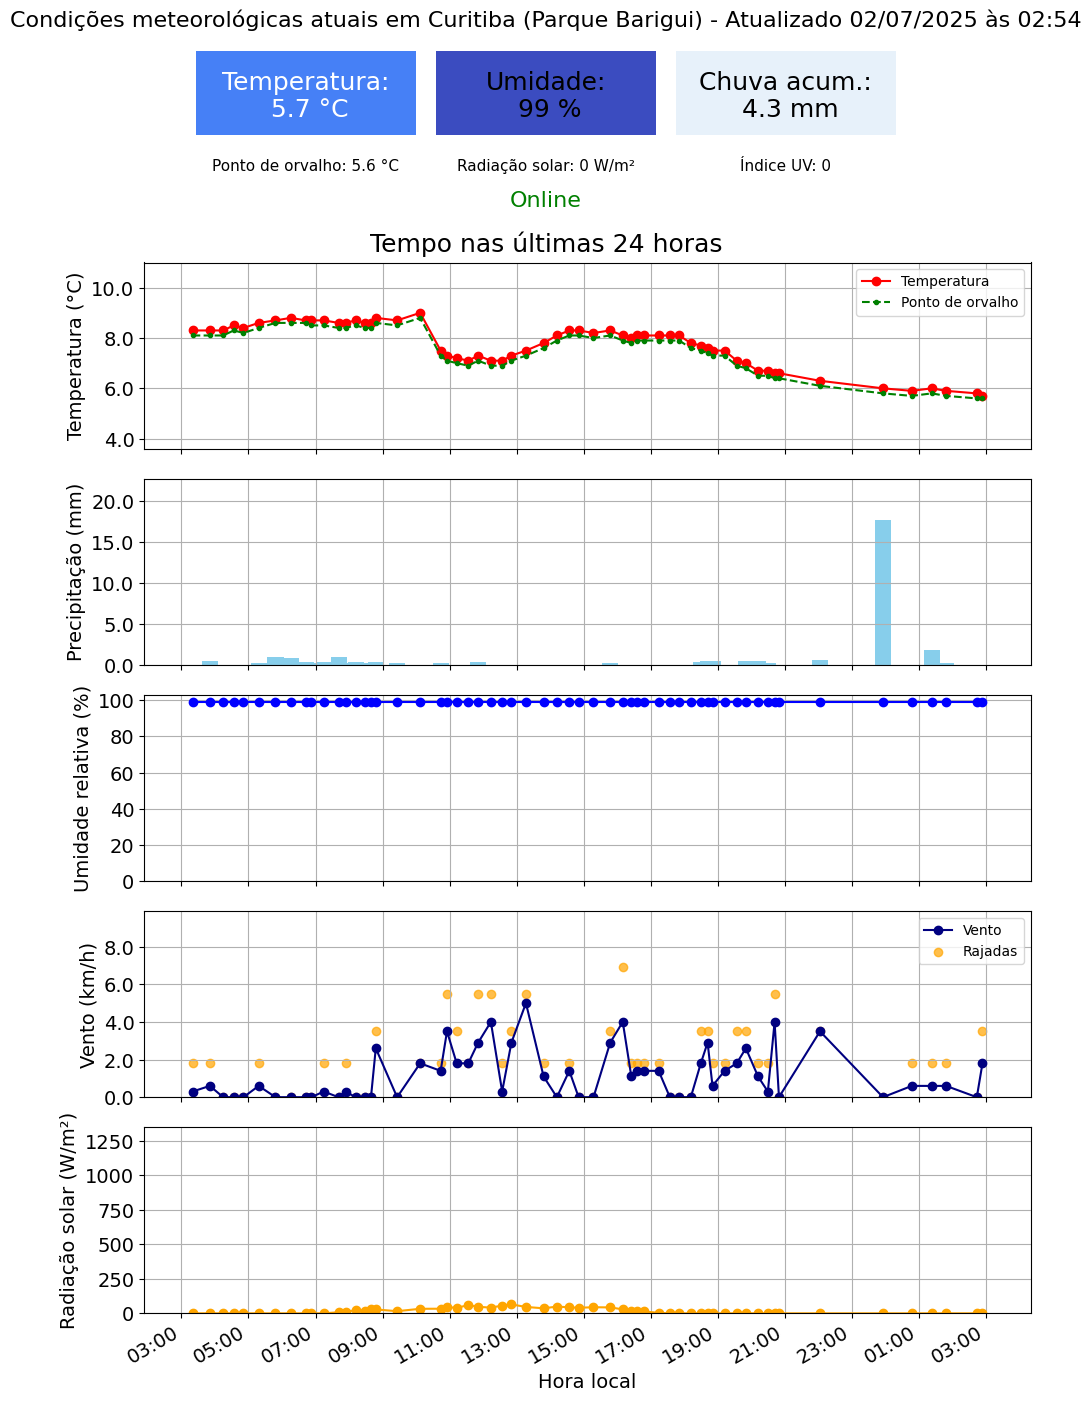 Condições meteorológicas atuais em Curitiba (Parque Barigui) - Atualizado 02/07/2025 às 02:54
Temperatura:
5.7 °C
Umidade:
99 %
Chuva acum.:
4.3 mm
Ponto de orvalho: 5.6 °C
Radiação solar: 0 W/m²
Índice UV: 0
Online
Tempo nas últimas 24 horas
Temperatura (°C)
10.0
8.0
6.0
4.0
Temperatura
Ponto de orvalho
Precipitação (mm)
20.0
15.0
10.0
5.0
0.0
Umidade relativa (%)
100
80
60
40
20
0
Vento (km/h)
8.0
6.0
4.0
2.0
0.0
Vento
Rajadas
Radiação solar (W/m²)
1250
1000
750
500
250
0
03:00
05:00
07:00
09:00
11:00
13:00
15:00
17:00
19:00
21:00
23:00
01:00
03:00
Hora local